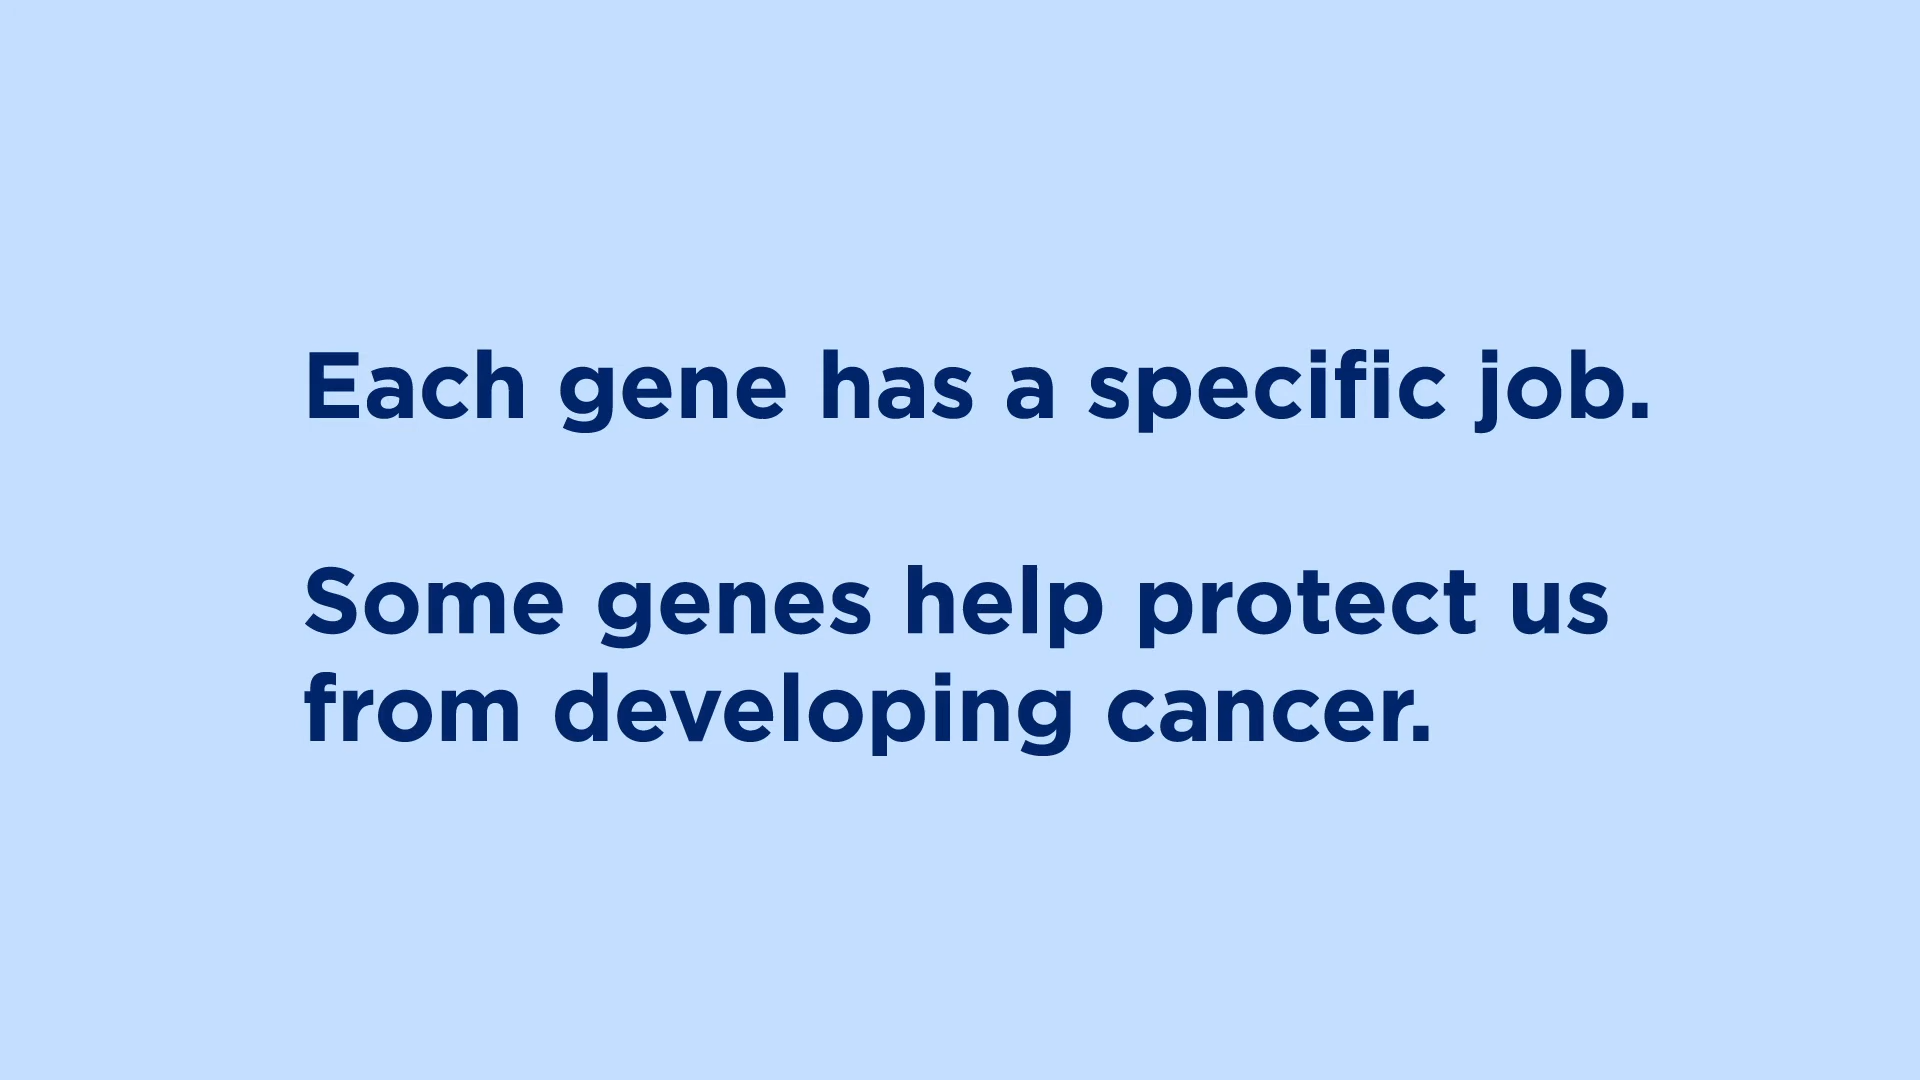 Each gene has a specific job.
Some genes help protect us
from developing cancer.